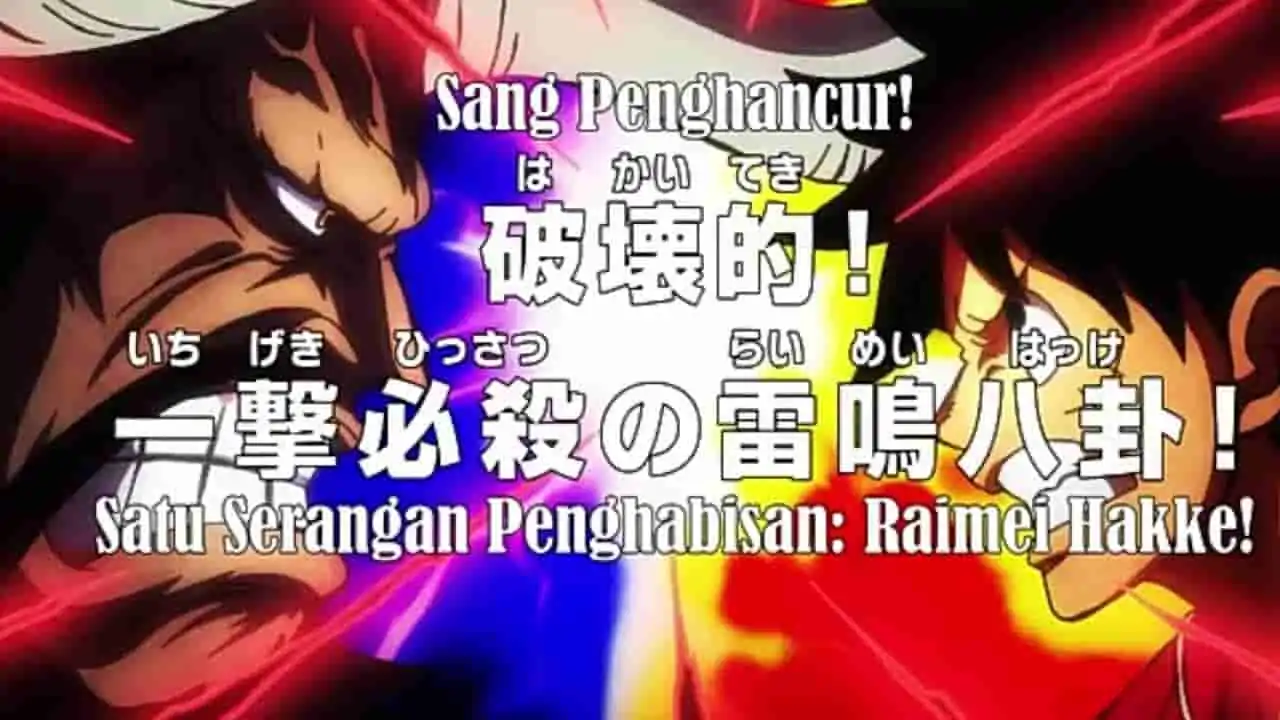 Sang Penghancur!
は かい てき
破壊的!
いち げき ひっさつ らい めい はっけ
一撃必殺の雷鳴八卦!
Satu Serangan Penghabisan: Raimei Hakke!